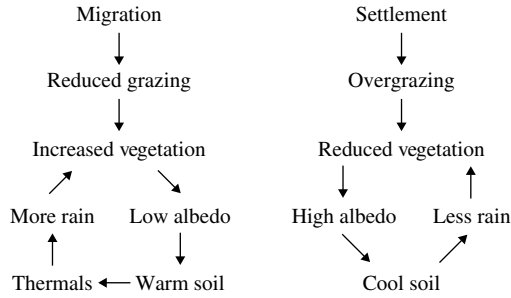 Migration
Reduced grazing
Increased vegetation
More rain
Low albedo
Thermals
Warm soil
Settlement
Overgrazing
Reduced vegetation
High albedo
Less rain
Cool soil